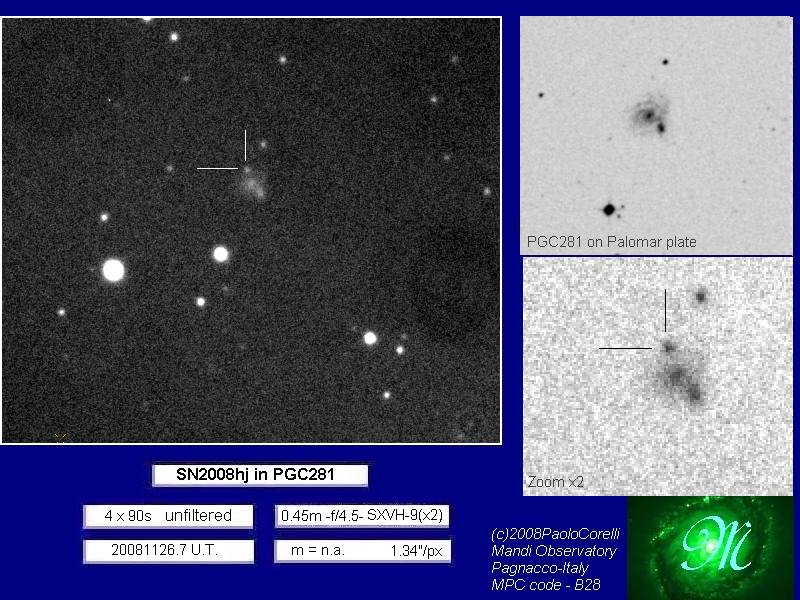 PGC281 on Palomar plate
Zoom x2
SN2008hj in PGC281
4 x 90s unfiltered
0.45m -f/4.5- SXVH-9(x2)
20081126.7 U.T.
m = n.a. 1.34"/px
(c)2008PaoloCorelli
Mandi Observatory
Pagnacco-Italy
MPC code - B28
M